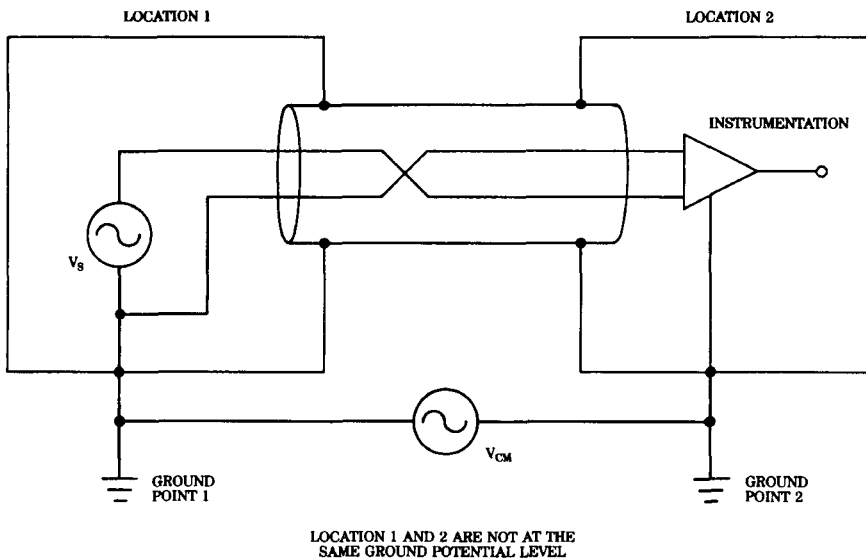 LOCATION 1
LOCATION 2
INSTRUMENTATION
VS
VCM
GROUND
POINT 1
GROUND
POINT 2
LOCATION 1 AND 2 ARE NOT AT THE
SAME GROUND POTENTIAL LEVEL